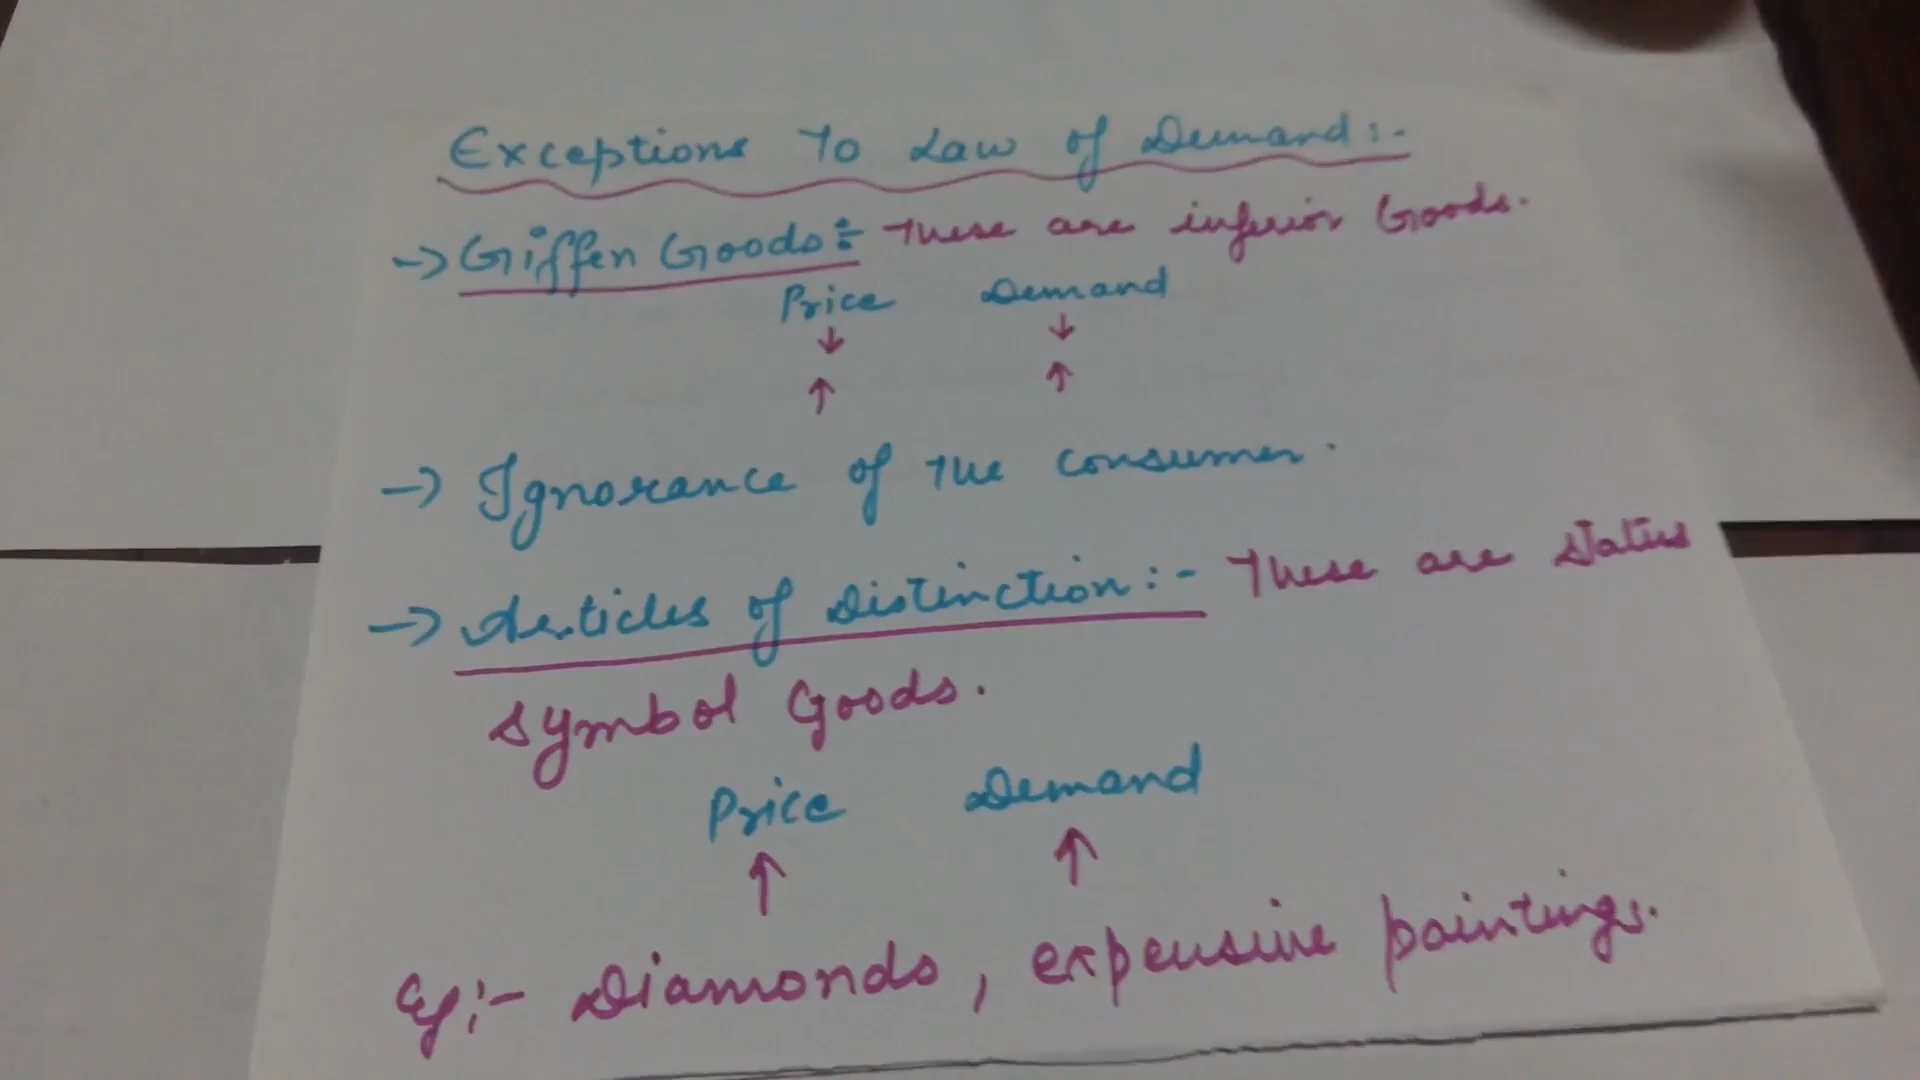 Exceptions To Law of Demand:-
→ Giffen Goods:- These are inferior Goods.
Price Demand
↓ ↓
↑ ↑
→ Ignorance of the consumer.
→ Articles of Distinction:- These are Status
Symbol Goods.
Price Demand
↑ ↑
Eg:- Diamonds, expensive paintings.